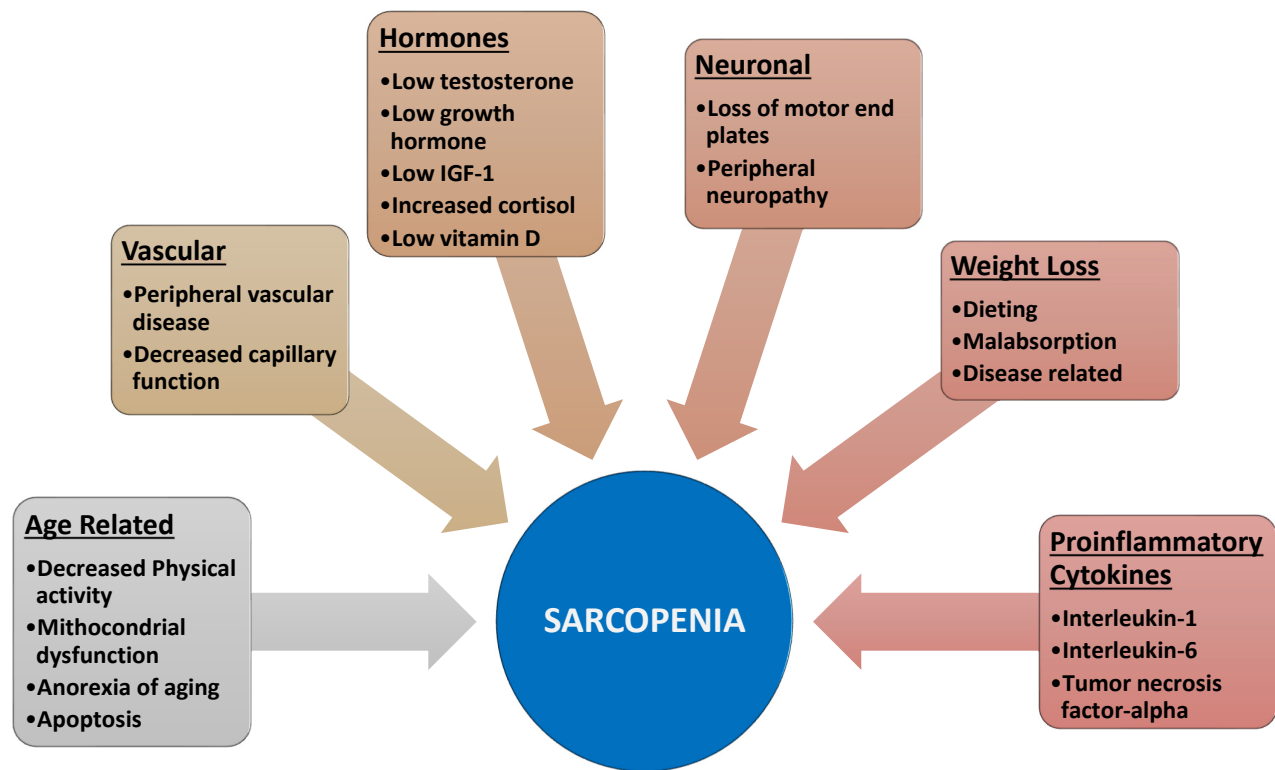 Hormones
•Low testosterone
•Low growth
hormone
•Low IGF-1
•Increased cortisol
•Low vitamin D
Neuronal
•Loss of motor end
plates
•Peripheral
neuropathy
Vascular
•Peripheral vascular
disease
•Decreased capillary
function
Weight Loss
•Dieting
•Malabsorption
•Disease related
Age Related
•Decreased Physical
activity
•Mithocondrial
dysfunction
•Anorexia of aging
•Apoptosis
Proinflammatory
Cytokines
•Interleukin-1
•Interleukin-6
•Tumor necrosis
factor-alpha
SARCOPENIA